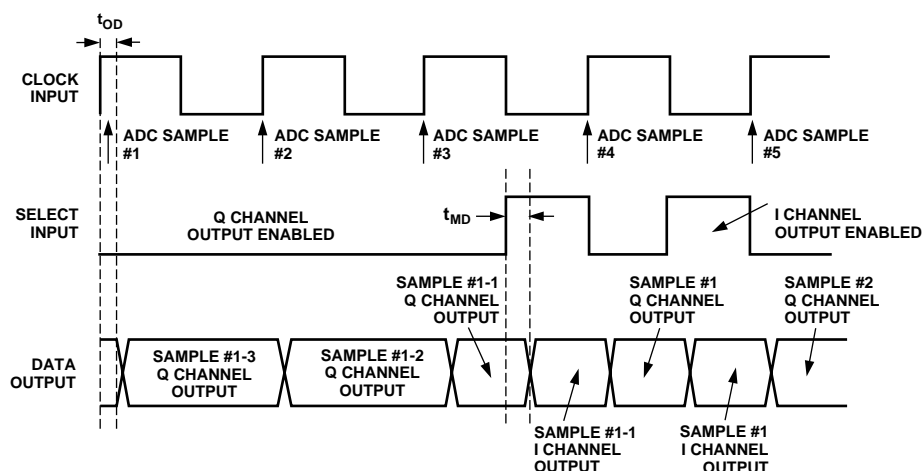 tOD
CLOCK
INPUT
ADC SAMPLE
#1
ADC SAMPLE
#2
ADC SAMPLE
#3
ADC SAMPLE
#4
ADC SAMPLE
#5
SELECT
INPUT
Q CHANNEL
OUTPUT ENABLED
tMD
I CHANNEL
OUTPUT ENABLED
SAMPLE #1-1
Q CHANNEL
OUTPUT
SAMPLE #1
Q CHANNEL
OUTPUT
SAMPLE #2
Q CHANNEL
OUTPUT
DATA
OUTPUT
SAMPLE #1-3
Q CHANNEL
OUTPUT
SAMPLE #1-2
Q CHANNEL
OUTPUT
SAMPLE #1-1
I CHANNEL
OUTPUT
SAMPLE #1
I CHANNEL
OUTPUT